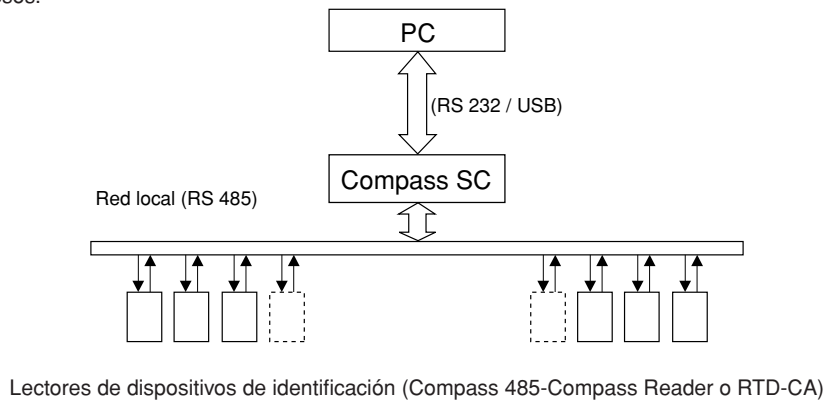 PC
(RS 232 / USB)
Compass SC
Red local (RS 485)
Lectores de dispositivos de identificación (Compass 485-Compass Reader o RTD-CA)